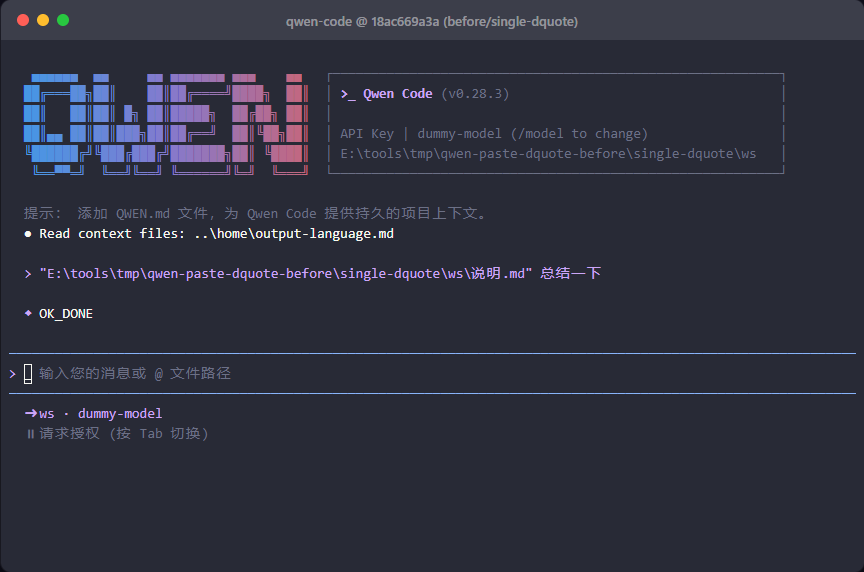 qwen-code @ 18ac669a3a (before/single-dquote)
QWEN
>_ Qwen Code (v0.28.3)
API Key | dummy-model (/model to change)
E:\tools\tmp\qwen-paste-dquote-before\single-dquote\ws
提示: 添加 QWEN.md 文件, 为 Qwen Code 提供持久的项目上下文。
● Read context files: ..\home\output-language.md
> "E:\tools\tmp\qwen-paste-dquote-before\single-dquote\ws\说明.md" 总结一下
✦ OK_DONE
> 输入您的消息或 @ 文件路径
➜ws · dummy-model
⏸请求授权 (按 Tab 切换)